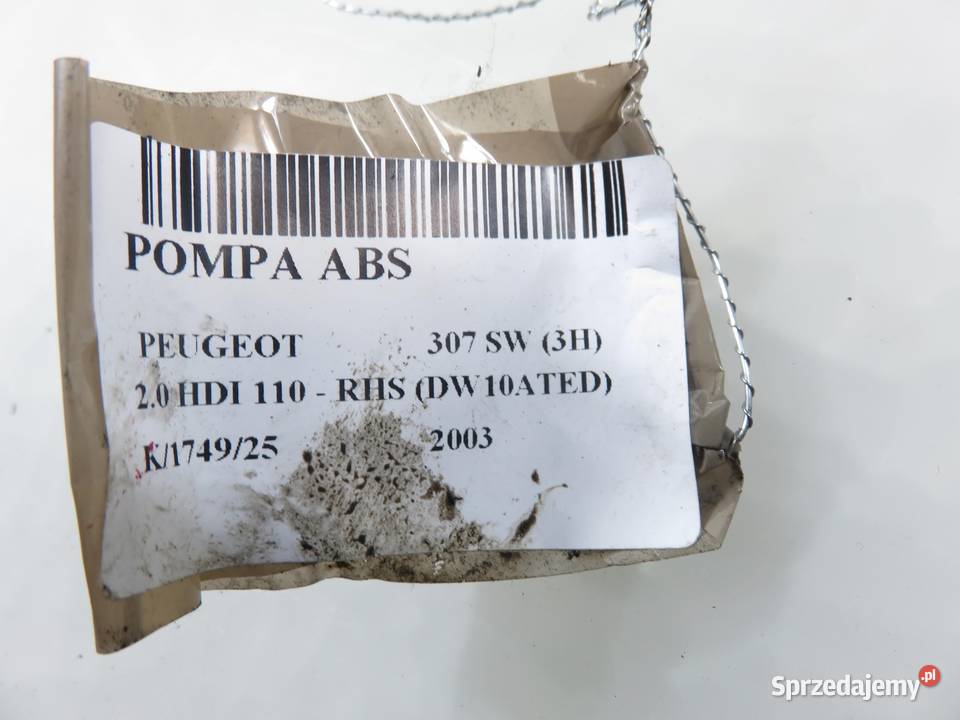 POMPA ABS
PEUGEOT 307 SW (3H)
2.0 HDI 110 - RHS (DW10ATED)
K/1749/25 2003
Sprzedajemy.pl